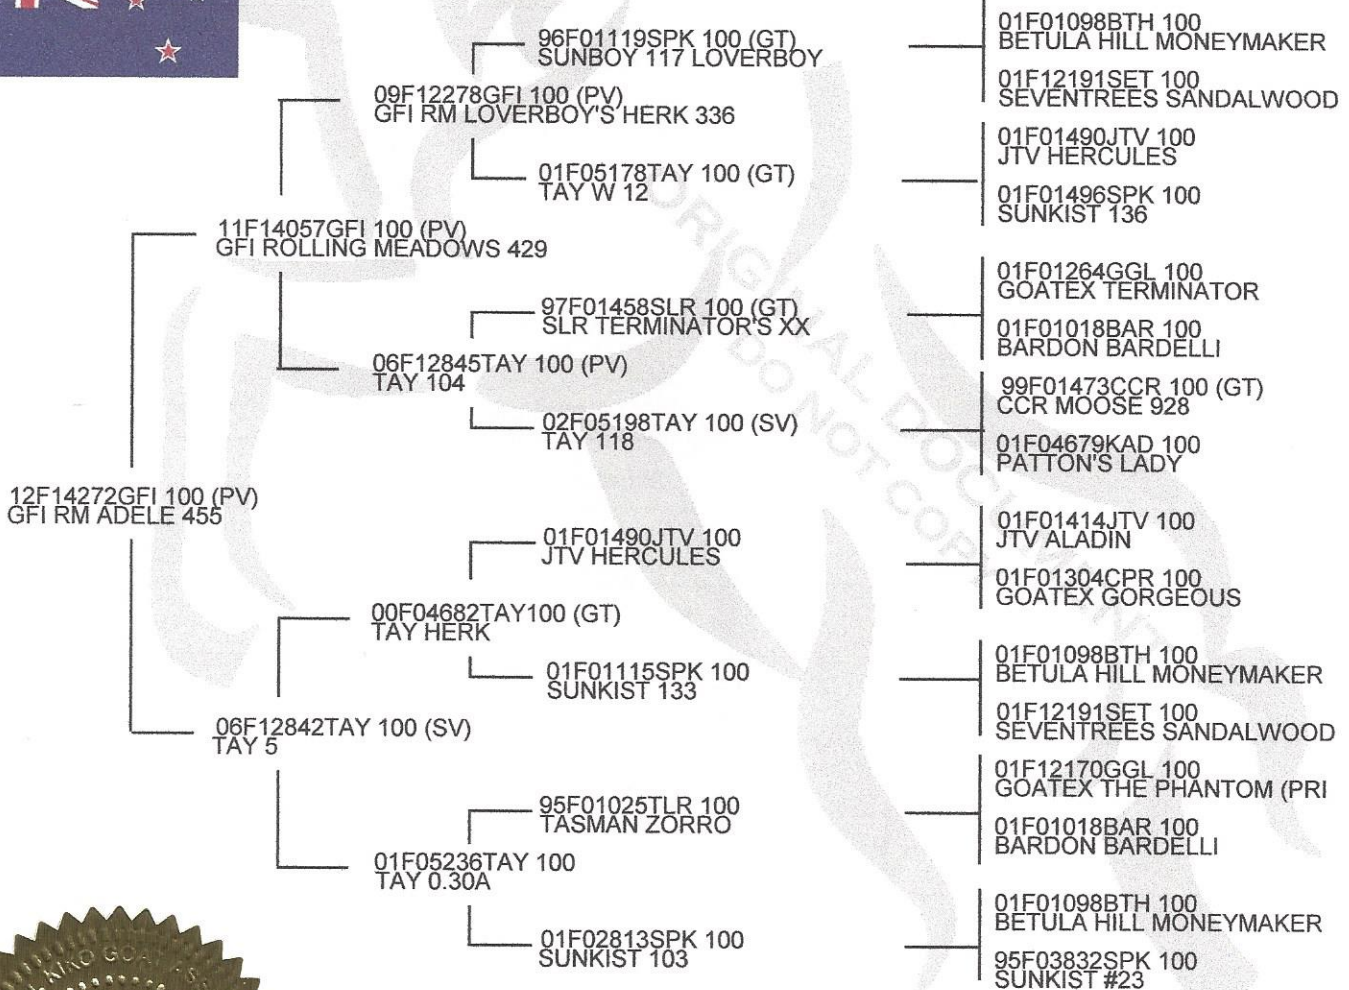 96F01119SPK 100 (GT)
SUNBOY 117 LOVERBOY
09F12278GFI 100 (PV)
GFI RM LOVERBOY'S HERK 336
01F05178TAY 100 (GT)
TAY W 12
11F14057GFI 100 (PV)
GFI ROLLING MEADOWS 429
97F01458SLR 100 (GT)
SLR TERMINATOR'S XX
06F12845TAY 100 (PV)
TAY 104
02F05198TAY 100 (SV)
TAY 118
12F14272GFI 100 (PV)
GFI RM ADELE 455
01F01490JTV 100
JTV HERCULES
00F04682TAY100 (GT)
TAY HERK
01F01115SPK 100
SUNKIST 133
06F12842TAY 100 (SV)
TAY 5
95F01025TLR 100
TASMAN ZORRO
01F05236TAY 100
TAY 0.30A
01F02813SPK 100
SUNKIST 103
01F01098BTH 100
BETULA HILL MONEYMAKER
01F12191SET 100
SEVENTREES SANDALWOOD
01F01490JTV 100
JTV HERCULES
01F01496SPK 100
SUNKIST 136
01F01264GGL 100
GOATEX TERMINATOR
01F01018BAR 100
BARDON BARDELLI
99F01473CCR 100 (GT)
CCR MOOSE 928
01F04679KAD 100
PATTON'S LADY
01F01414JTV 100
JTV ALADIN
01F01304CPR 100
GOATEX GORGEOUS
01F01098BTH 100
BETULA HILL MONEYMAKER
01F12191SET 100
SEVENTREES SANDALWOOD
01F12170GGL 100
GOATEX THE PHANTOM (PRI
01F01018BAR 100
BARDON BARDELLI
01F01098BTH 100
BETULA HILL MONEYMAKER
95F03832SPK 100
SUNKIST #23
ORIGINAL DOCUMENT
DO NOT COPY
KIKO GOAT